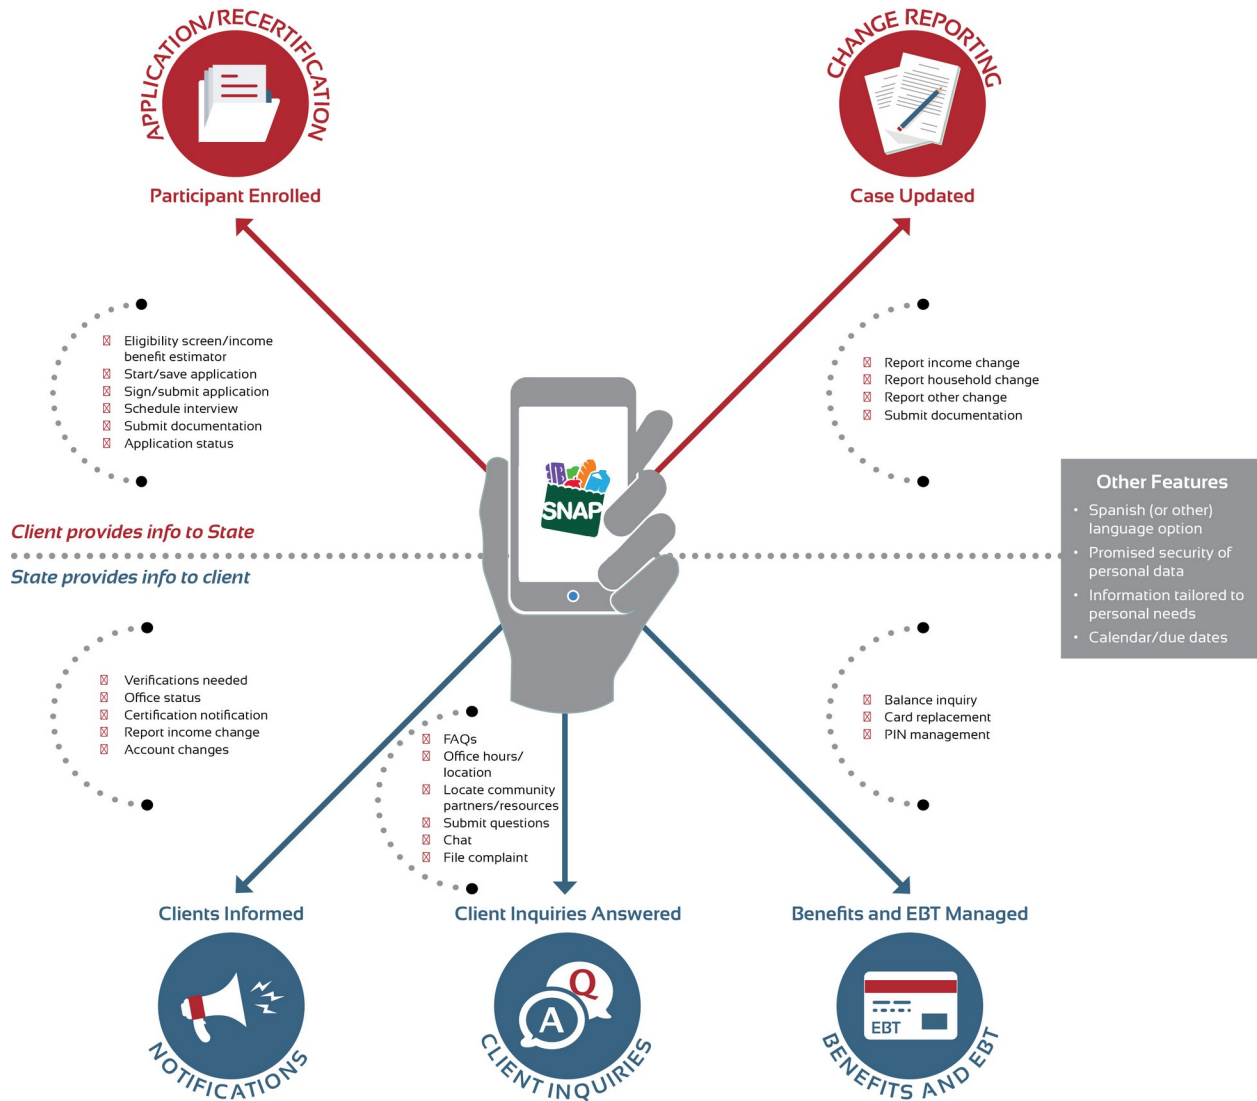 APPLICATION/RECERTIFICATION
Participant Enrolled
CHANGE REPORTING
Case Updated
Eligibility screen/income
benefit estimator
Start/save application
Sign/submit application
Schedule interview
Submit documentation
Application status
Report income change
Report household change
Report other change
Submit documentation
SNAP
Client provides info to State
State provides info to client
Other Features
• Spanish (or other)
language option
• Promised security of
personal data
• Information tailored to
personal needs
• Calendar/due dates
Verifications needed
Office status
Certification notification
Report income change
Account changes
FAQs
Office hours/
location
Locate community
partners/resources
Submit questions
Chat
File complaint
Balance inquiry
Card replacement
PIN management
Clients Informed
NOTIFICATIONS
Client Inquiries Answered
Q
A
CLIENT INQUIRIES
Benefits and EBT Managed
EBT
BENEFITS AND EBT